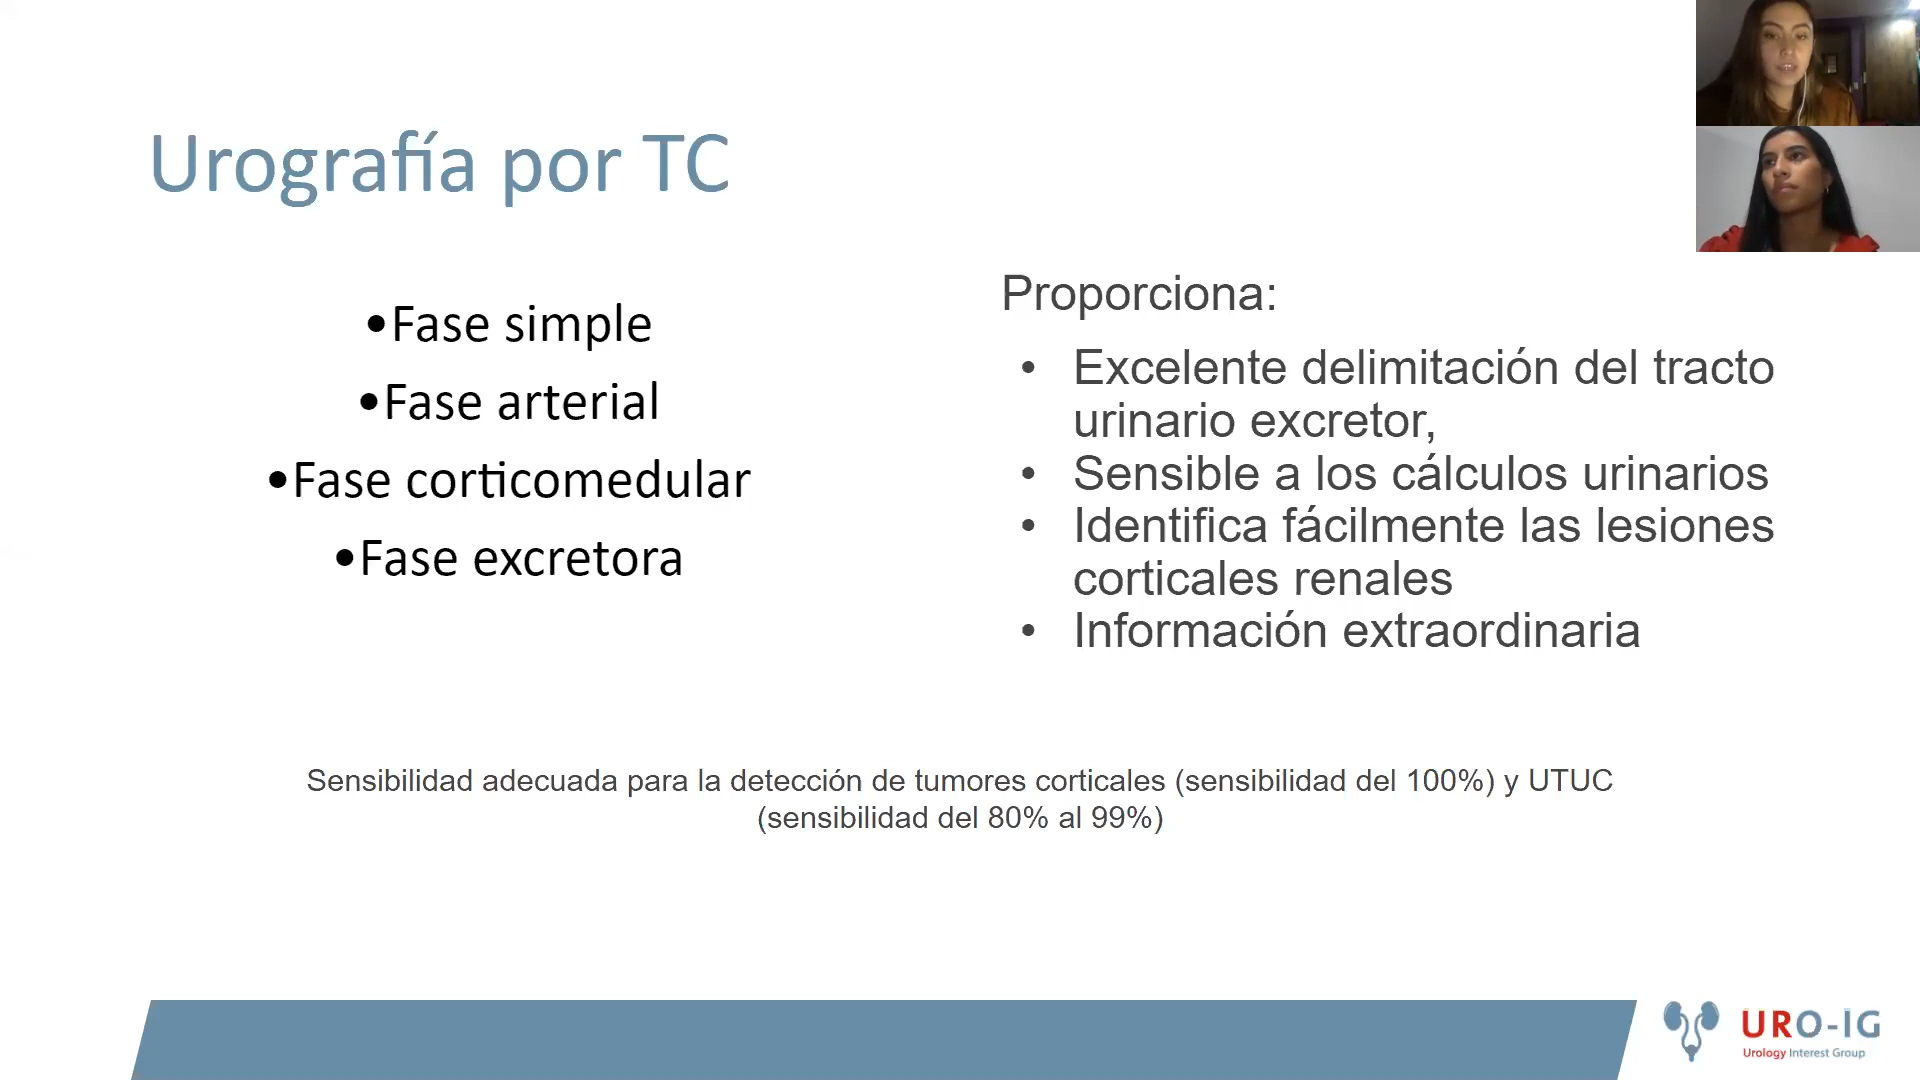 Urografía por TC
•Fase simple
•Fase arterial
•Fase corticomedular
•Fase excretora
Proporciona:
• Excelente delimitación del tracto
urinario excretor,
• Sensible a los cálculos urinarios
• Identifica fácilmente las lesiones
corticales renales
• Información extraordinaria
Sensibilidad adecuada para la detección de tumores corticales (sensibilidad del 100%) y UTUC
(sensibilidad del 80% al 99%)
URO-IG
Urology Interest Group